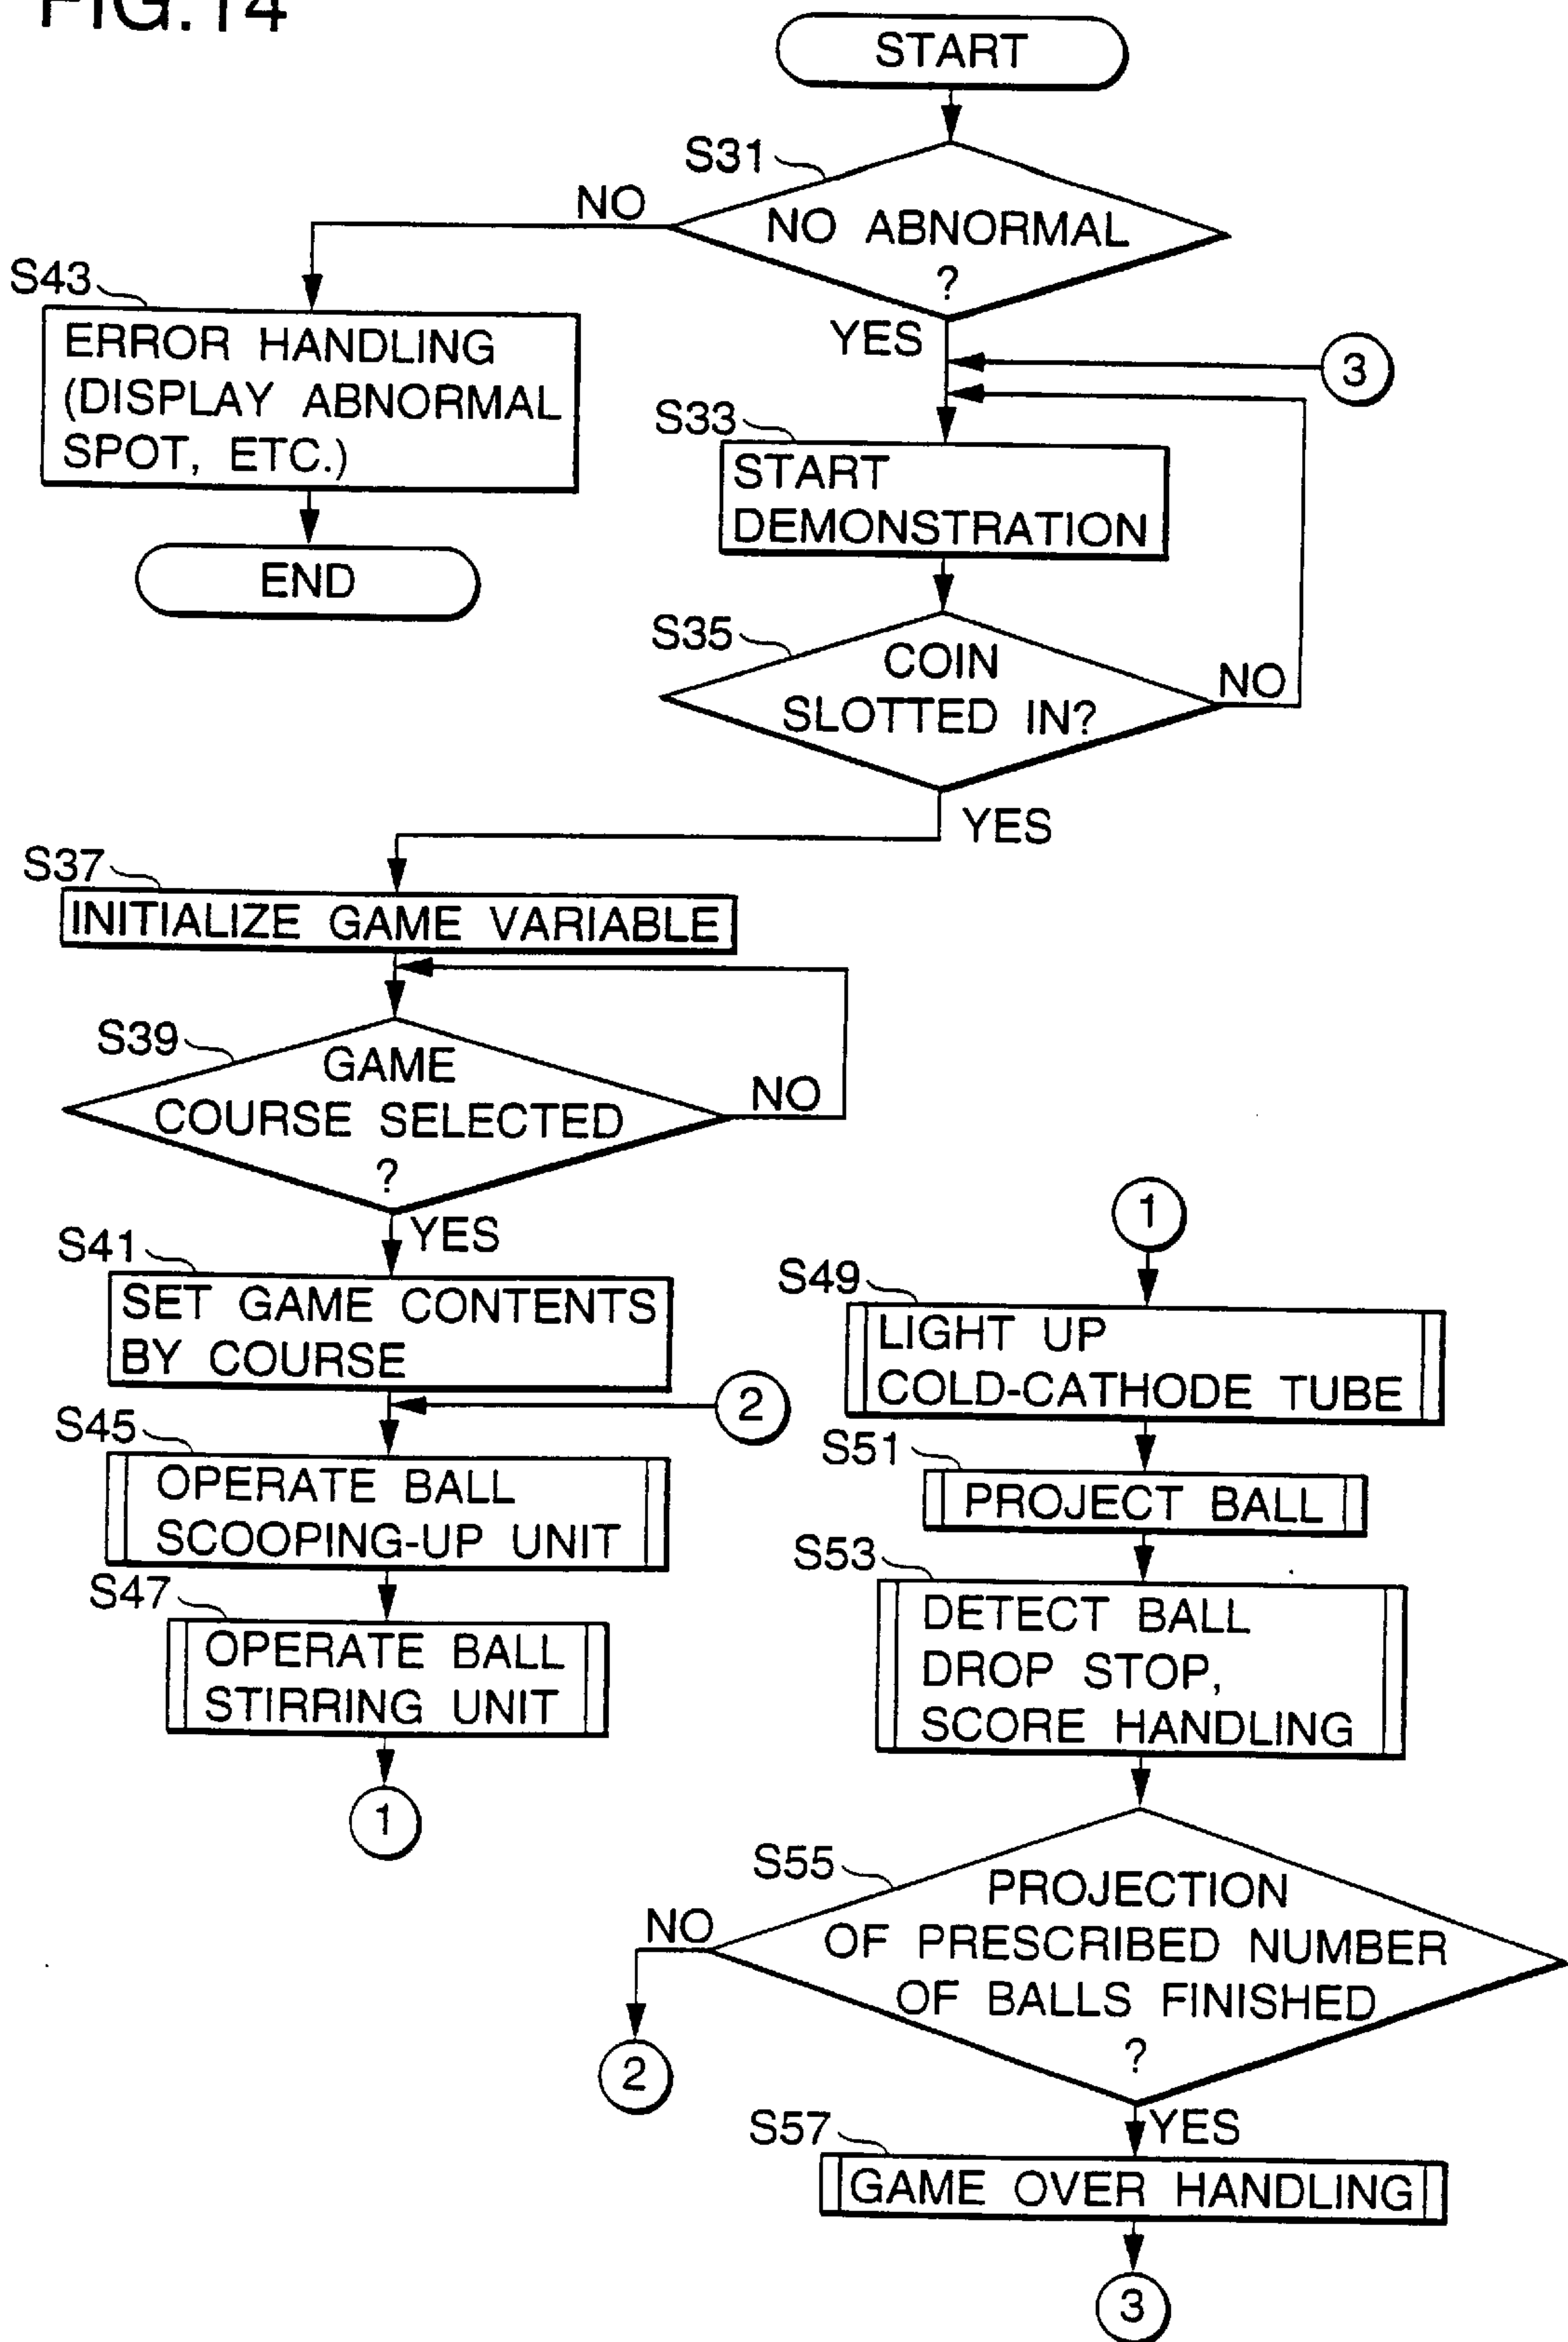 FIG.14
START
S31
NO
NO ABNORMAL
?
S43
YES
ERROR HANDLING
(DISPLAY ABNORMAL
SPOT, ETC.)
3
S33
START
DEMONSTRATION
END
S35
COIN
SLOTTED IN?
NO
YES
S37
INITIALIZE GAME VARIABLE
S39
GAME
COURSE SELECTED
?
NO
YES
S41
SET GAME CONTENTS
BY COURSE
2
S45
OPERATE BALL
SCOOPING-UP UNIT
S47
OPERATE BALL
STIRRING UNIT
1
1
S49
LIGHT UP
COLD-CATHODE TUBE
S51
PROJECT BALL
S53
DETECT BALL
DROP STOP,
SCORE HANDLING
S55
PROJECTION
OF PRESCRIBED NUMBER
OF BALLS FINISHED
?
NO
2
YES
S57
GAME OVER HANDLING
3